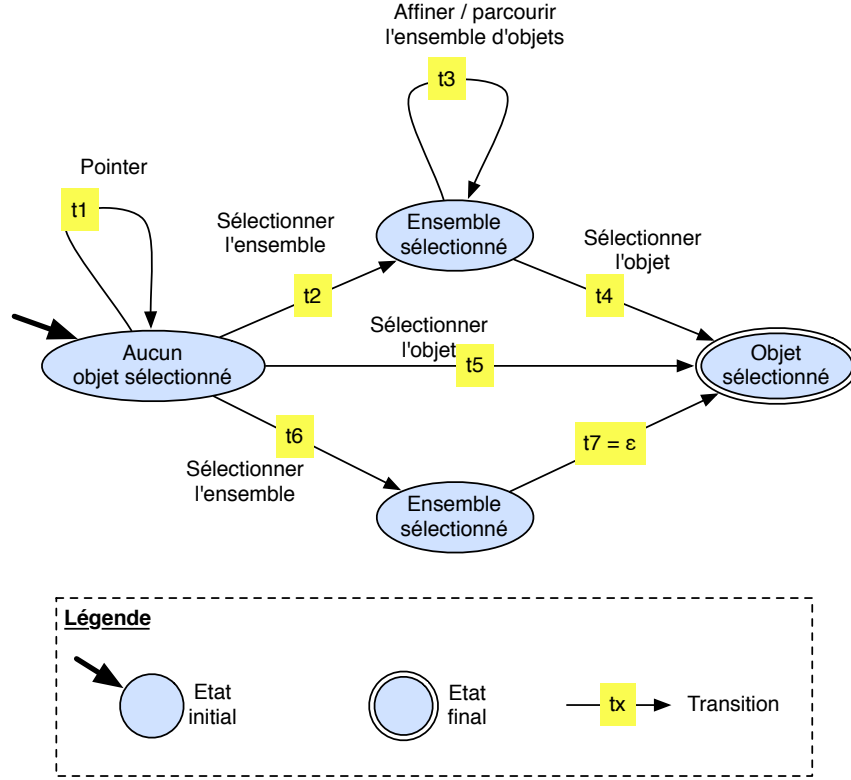 Affiner / parcourir
l'ensemble d'objets
t3
Pointer
t1
Sélectionner
l'ensemble
t2
Ensemble
sélectionné
Sélectionner
l'objet
t4
Aucun
objet sélectionné
Sélectionner
l'objet
t5
Objet
sélectionné
t6
Sélectionner
l'ensemble
t7 = ε
Ensemble
sélectionné
Légende
Etat
initial
Etat
final
tx
Transition